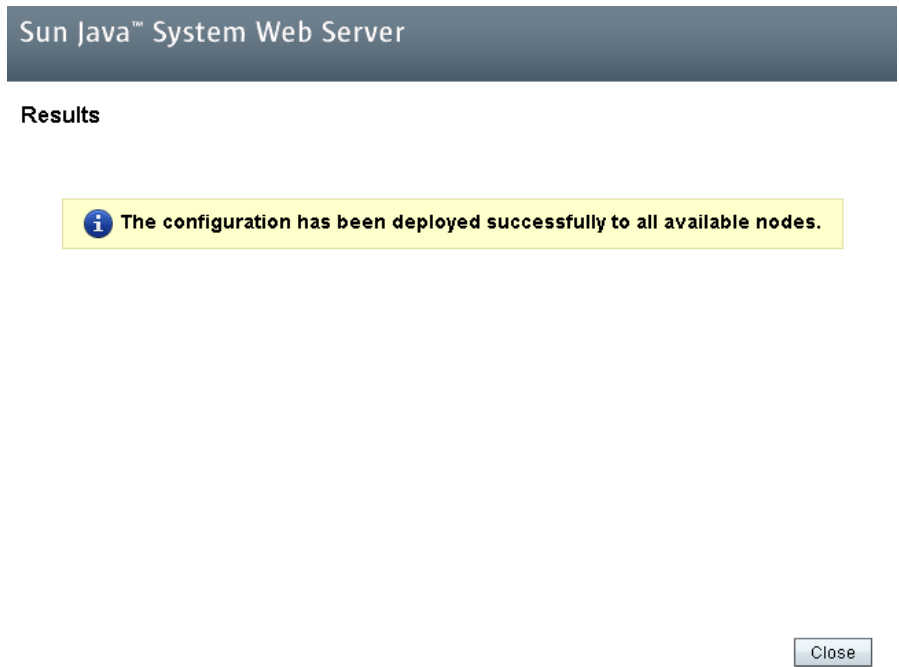 Sun Java™ System Web Server
Results
The configuration has been deployed successfully to all available nodes.
Close